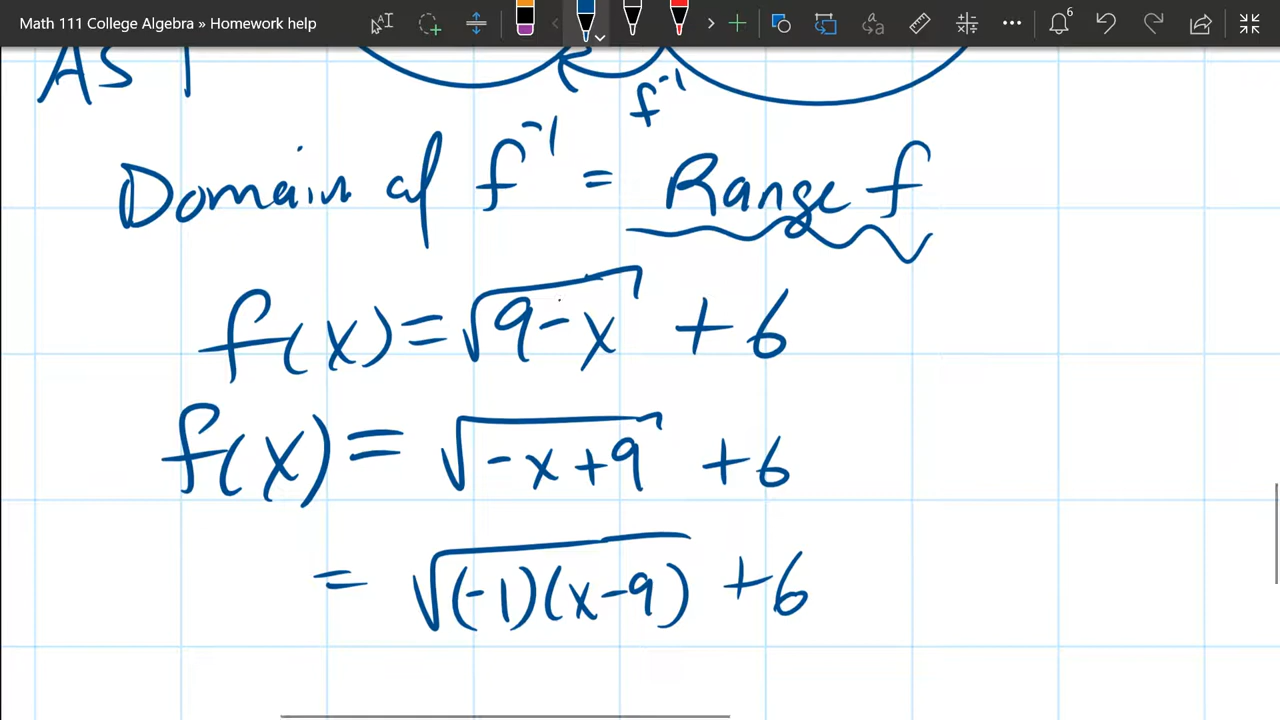 Math 111 College Algebra » Homework help
6
As
f⁻¹
Domain of f⁻¹ = Range f
f(x) = √(9-x) + 6
f(x) = √(-x+9) + 6
= √((-1)(x-9)) + 6